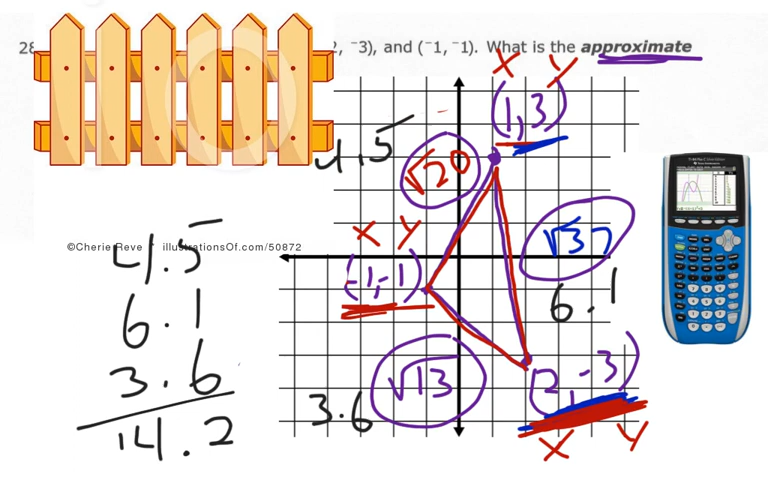 28
2, ⁻3), and (⁻1, ⁻1). What is the approximate
X Y
(1, 3)
4.5
√20
©Cherie Reve * illustrationsOf.com/50872
X Y
√37
4.5
(-1,-1)
6.1
6.1
3.6
√13
(2, -3)
3.6
14.2
X Y